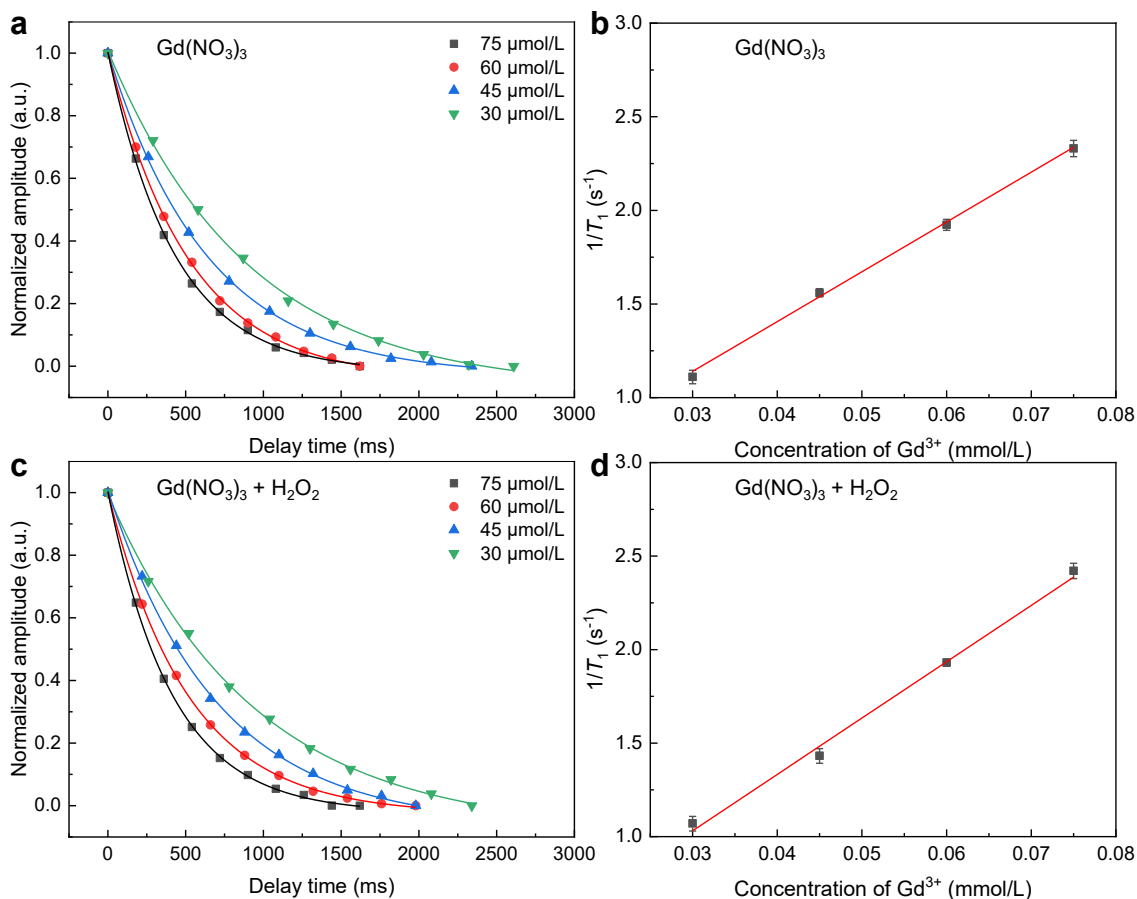 a
Gd(NO₃)₃
75 μmol/L
60 μmol/L
45 μmol/L
30 μmol/L
1.0
0.8
0.6
0.4
0.2
0.0
Normalized amplitude (a.u.)
0 500 1000 1500 2000 2500 3000
Delay time (ms)
b
Gd(NO₃)₃
3.0
2.5
2.0
1.5
1.0
1/T₁ (s⁻¹)
0.03 0.04 0.05 0.06 0.07 0.08
Concentration of Gd³⁺ (mmol/L)
c
Gd(NO₃)₃ + H₂O₂
75 μmol/L
60 μmol/L
45 μmol/L
30 μmol/L
1.0
0.8
0.6
0.4
0.2
0.0
Normalized amplitude (a.u.)
0 500 1000 1500 2000 2500 3000
Delay time (ms)
d
Gd(NO₃)₃ + H₂O₂
3.0
2.5
2.0
1.5
1.0
1/T₁ (s⁻¹)
0.03 0.04 0.05 0.06 0.07 0.08
Concentration of Gd³⁺ (mmol/L)